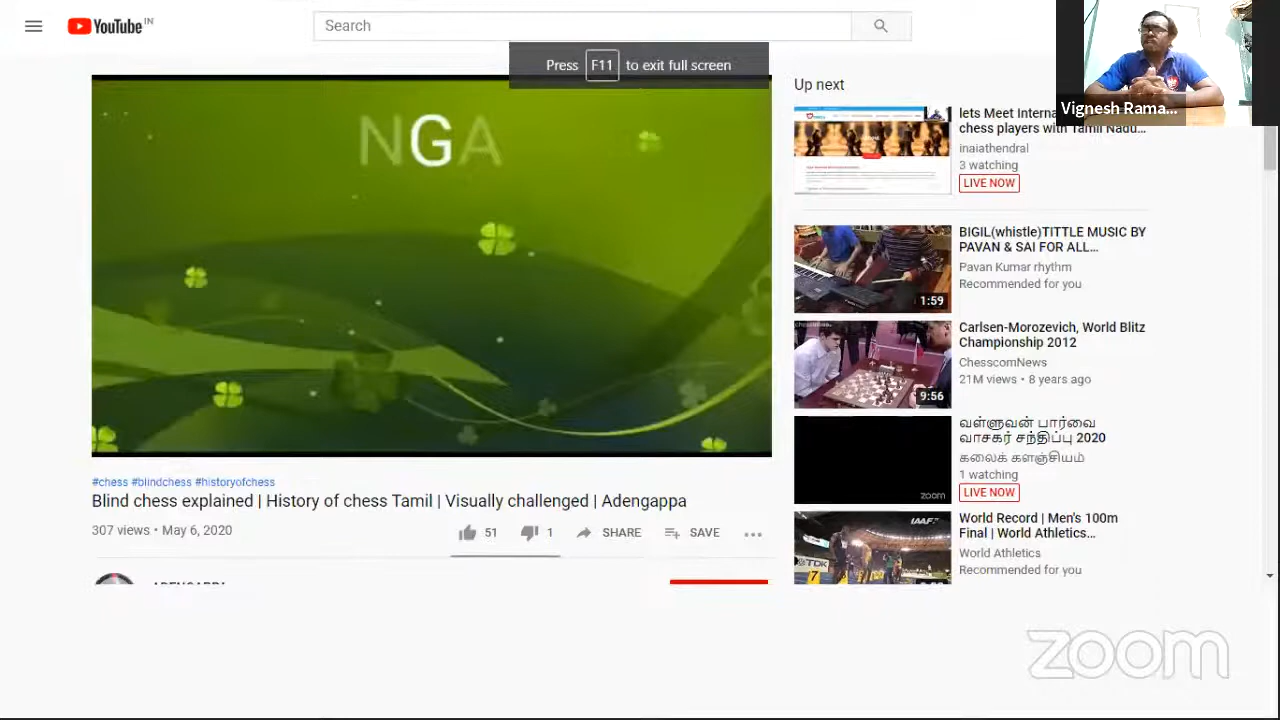 YouTube IN
Search
Press F11 to exit full screen
Vignesh Rama...
NGA
#chess #blindchess #historyofchess
Blind chess explained | History of chess Tamil | Visually challenged | Adengappa
307 views • May 6, 2020
51
1
SHARE
SAVE
Up next
lets Meet Interna
chess players with Tamil Nadu...
inaiathendral
3 watching
LIVE NOW
BIGIL(whistle)TITTLE MUSIC BY
PAVAN & SAI FOR ALL...
Pavan Kumar rhythm
Recommended for you
1:59
Carlsen-Morozevich, World Blitz
Championship 2012
ChesscomNews
21M views • 8 years ago
9:56
வள்ளுவன் பார்வை
வாசகர் சந்திப்பு 2020
கலைக் களஞ்சியம்
1 watching
LIVE NOW
zoom
World Record | Men's 100m
Final | World Athletics...
World Athletics
Recommended for you
IAAF
TDK
7
zoom